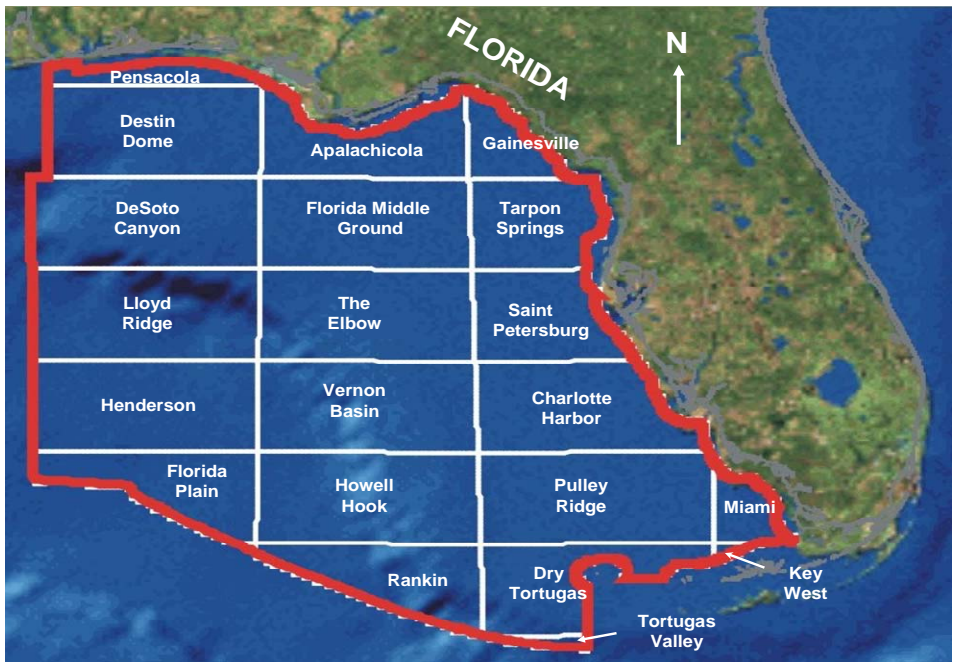 FLORIDA
N
Pensacola
Destin
Dome
Apalachicola
Gainesville
DeSoto
Canyon
Florida Middle
Ground
Tarpon
Springs
Lloyd
Ridge
The
Elbow
Saint
Petersburg
Henderson
Vernon
Basin
Charlotte
Harbor
Florida
Plain
Howell
Hook
Pulley
Ridge
Miami
Rankin
Dry
Tortugas
Key
West
Tortugas
Valley